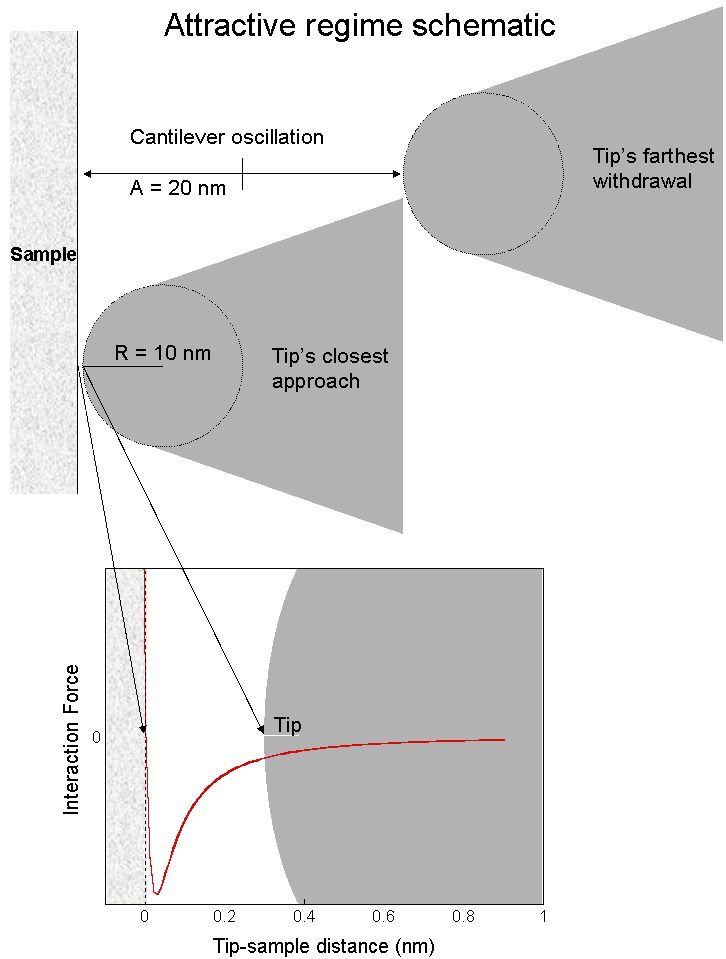 Attractive regime schematic
Cantilever oscillation
A = 20 nm
Tip's farthest
withdrawal
Sample
R = 10 nm
Tip's closest
approach
Interaction Force
0
Tip
0 0.2 0.4 0.6 0.8 1
Tip-sample distance (nm)